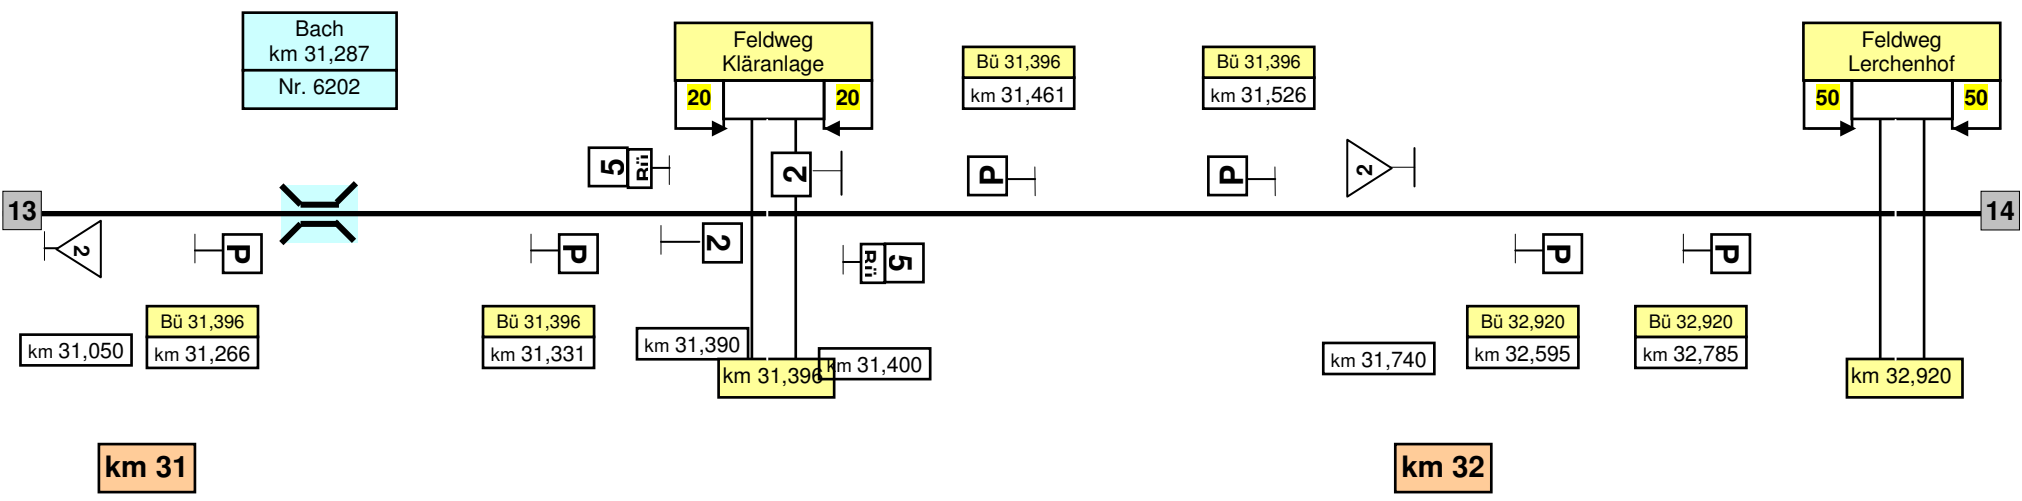 Bach
km 31,287
Nr. 6202
Feldweg
Kläranlage
20
20
Bü 31,396
km 31,461
Bü 31,396
km 31,526
Feldweg
Lerchenhof
50
50
5
Rü
2
P
P
2
13
14
2
P
P
2
Rü
5
P
P
km 31,050
Bü 31,396
km 31,266
Bü 31,396
km 31,331
km 31,390
km 31,396
km 31,400
km 31,740
Bü 32,920
km 32,595
Bü 32,920
km 32,785
km 32,920
km 31
km 32